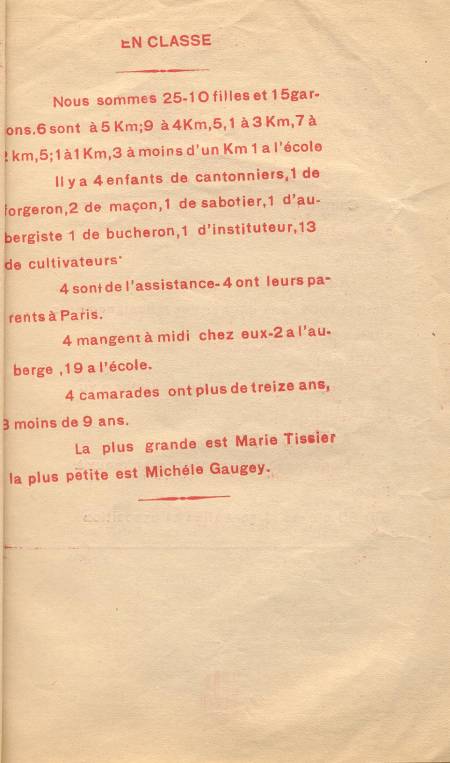 EN CLASSE
Nous sommes 25-10 filles et 15 gar-
ons.6 sont à 5 Km;9 à 4Km,5,1 à 3 Km,7 à
km,5;1 à 1 Km,3 à moins d'un Km 1 a l'école
Il y a 4 enfants de cantonniers,1 de
forgeron,2 de maçon,1 de sabotier,1 d'au-
bergiste 1 de bucheron,1 d'instituteur,13
de cultivateurs.
4 sont de l'assistance-4 ont leurs pa-
rents à Paris.
4 mangent à midi chez eux-2 a l'au-
berge ,19 a l'école.
4 camarades ont plus de treize ans,
3 moins de 9 ans.
La plus grande est Marie Tissier
la plus petite est Michéle Gaugey.